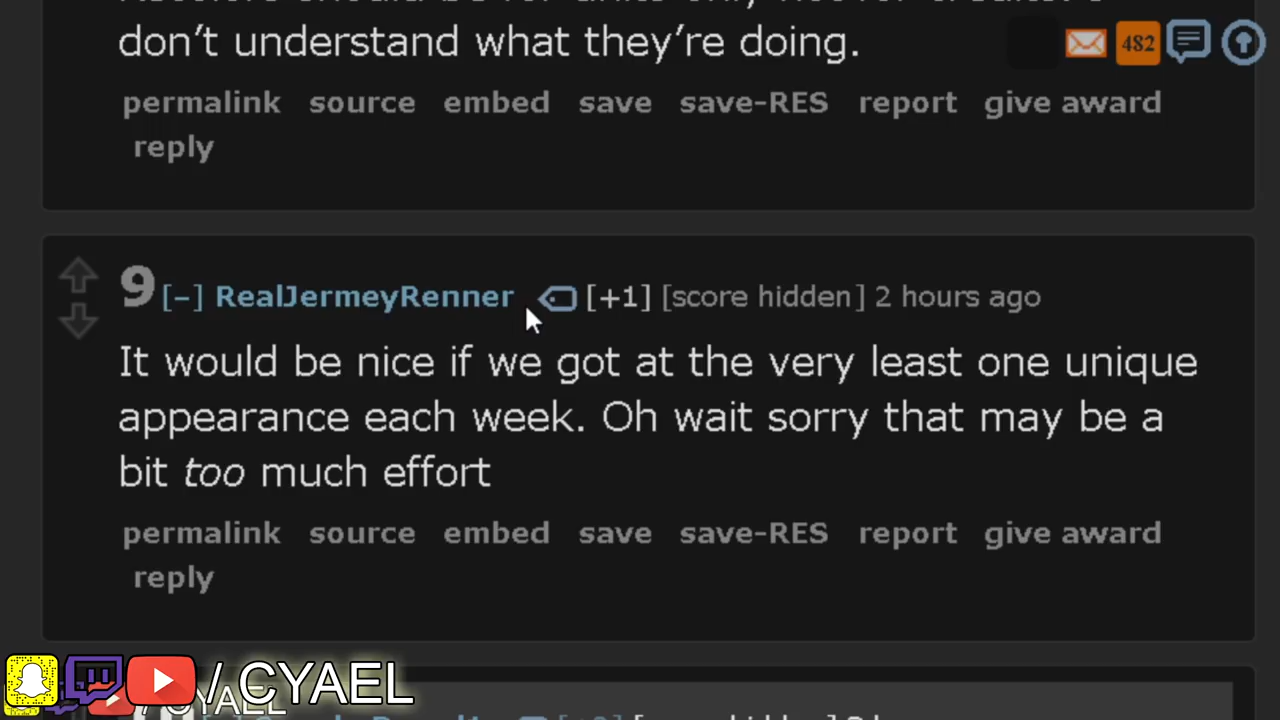 don't understand what they're doing.
482
permalink source embed save save-RES report give award
reply
9 [–] RealJermeyRenner [+1] [score hidden] 2 hours ago
It would be nice if we got at the very least one unique
appearance each week. Oh wait sorry that may be a
bit too much effort
permalink source embed save save-RES report give award
reply
/ CYAEL
/ CYAEL